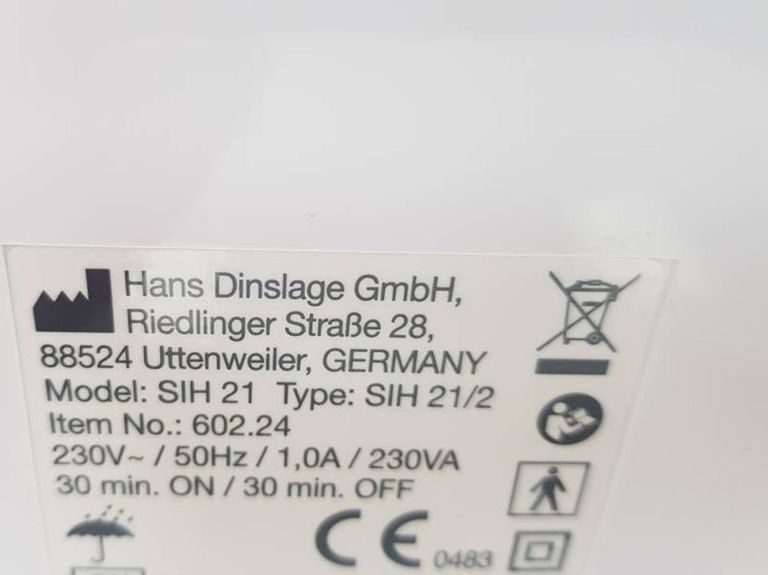 Hans Dinslage GmbH,
Riedlinger Straße 28,
88524 Uttenweiler, GERMANY
Model: SIH 21 Type: SIH 21/2
Item No.: 602.24
230V~ / 50Hz / 1,0A / 230VA
30 min. ON / 30 min. OFF
CE 0483